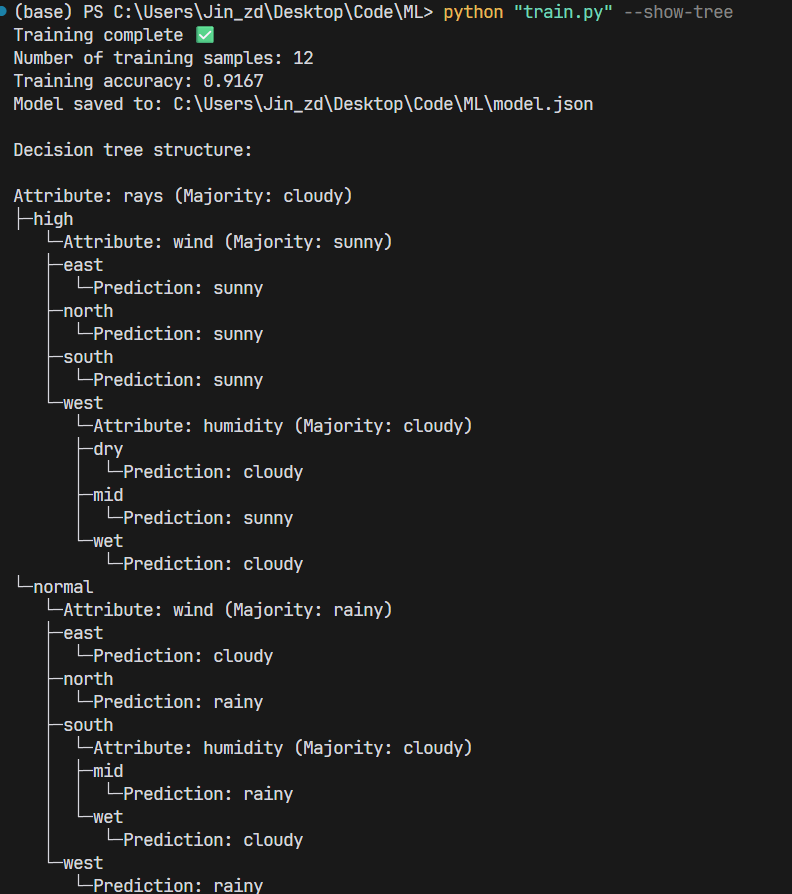 (base) PS C:\Users\Jin_zd\Desktop\Code\ML> python "train.py" --show-tree
Training complete ✅
Number of training samples: 12
Training accuracy: 0.9167
Model saved to: C:\Users\Jin_zd\Desktop\Code\ML\model.json
Decision tree structure:
Attribute: rays (Majority: cloudy)
├─high
   └─Attribute: wind (Majority: sunny)
   ├─east
   │  └─Prediction: sunny
   ├─north
   │  └─Prediction: sunny
   ├─south
   │  └─Prediction: sunny
   └─west
      └─Attribute: humidity (Majority: cloudy)
      ├─dry
      │  └─Prediction: cloudy
      ├─mid
      │  └─Prediction: sunny
      └─wet
         └─Prediction: cloudy
└─normal
   └─Attribute: wind (Majority: rainy)
   ├─east
   │  └─Prediction: cloudy
   ├─north
   │  └─Prediction: rainy
   ├─south
   │  └─Attribute: humidity (Majority: cloudy)
   │  ├─mid
   │  │  └─Prediction: rainy
   │  └─wet
   │     └─Prediction: cloudy
   └─west
      └─Prediction: rainy